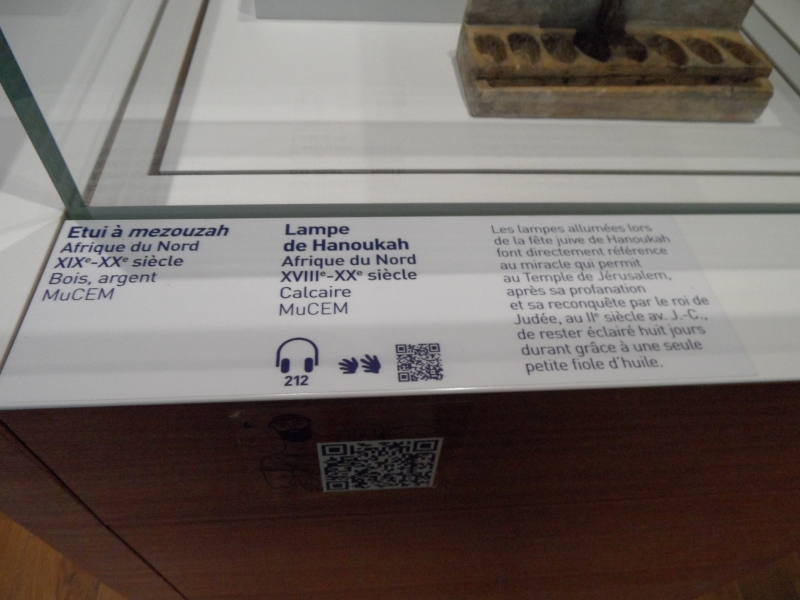 Etui à mezouzah
Afrique du Nord
XIXe-XXe siècle
Bois, argent
MuCEM
Lampe
de Hanoukah
Afrique du Nord
XVIIIe-XXe siècle
Calcaire
MuCEM
212
Les lampes allumées lors
de la fête juive de Hanoukah
font directement référence
au miracle qui permit
au Temple de Jérusalem,
après sa profanation
et sa reconquête par le roi de
Judée, au IIe siècle av. J.-C.,
de rester éclairé huit jours
durant grâce à une seule
petite fiole d'huile.